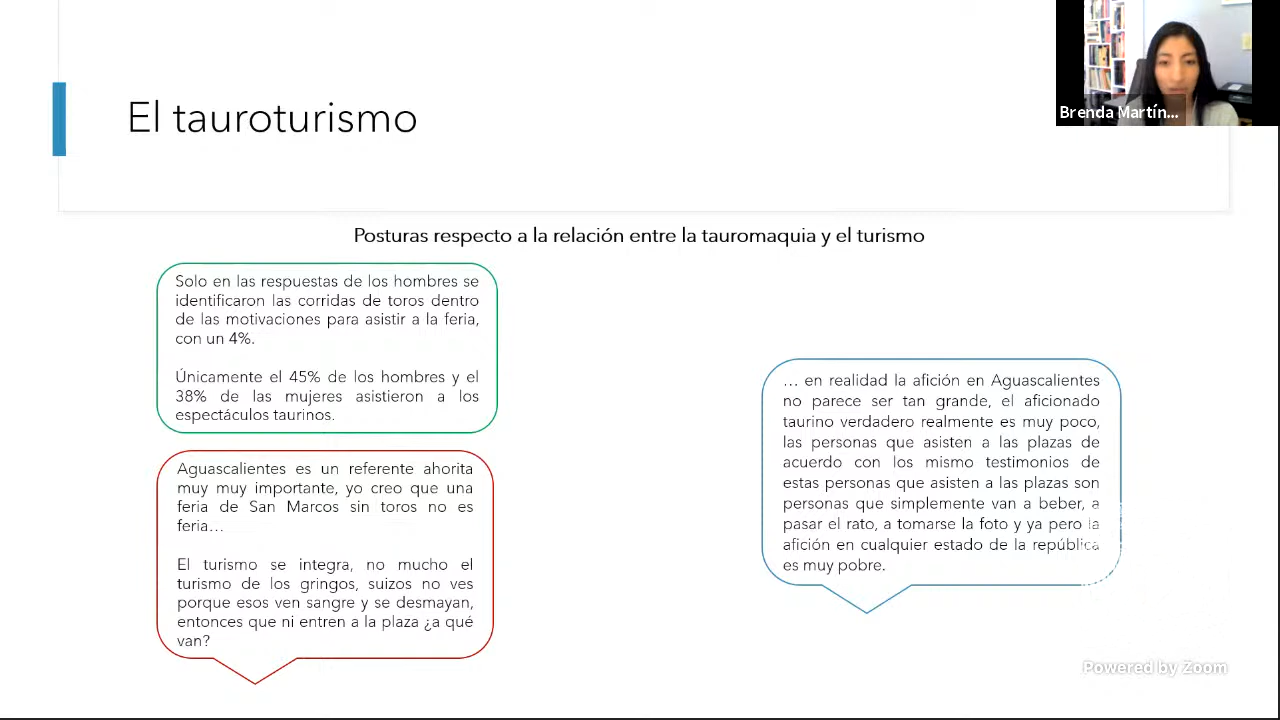 El tauroturismo
Brenda Martín...
Posturas respecto a la relación entre la tauromaquia y el turismo
Solo en las respuestas de los hombres se
identificaron las corridas de toros dentro
de las motivaciones para asistir a la feria,
con un 4%.
Únicamente el 45% de los hombres y el
38% de las mujeres asistieron a los
espectáculos taurinos.
Aguascalientes es un referente ahorita
muy muy importante, yo creo que una
feria de San Marcos sin toros no es
feria…
El turismo se integra, no mucho el
turismo de los gringos, suizos no ves
porque esos ven sangre y se desmayan,
entonces que ni entren a la plaza ¿a qué
van?
… en realidad la afición en Aguascalientes
no parece ser tan grande, el aficionado
taurino verdadero realmente es muy poco,
las personas que asisten a las plazas de
acuerdo con los mismo testimonios de
estas personas que asisten a las plazas son
personas que simplemente van a beber, a
pasar el rato, a tomarse la foto y ya pero la
afición en cualquier estado de la república
es muy pobre.
Powered by Zoom